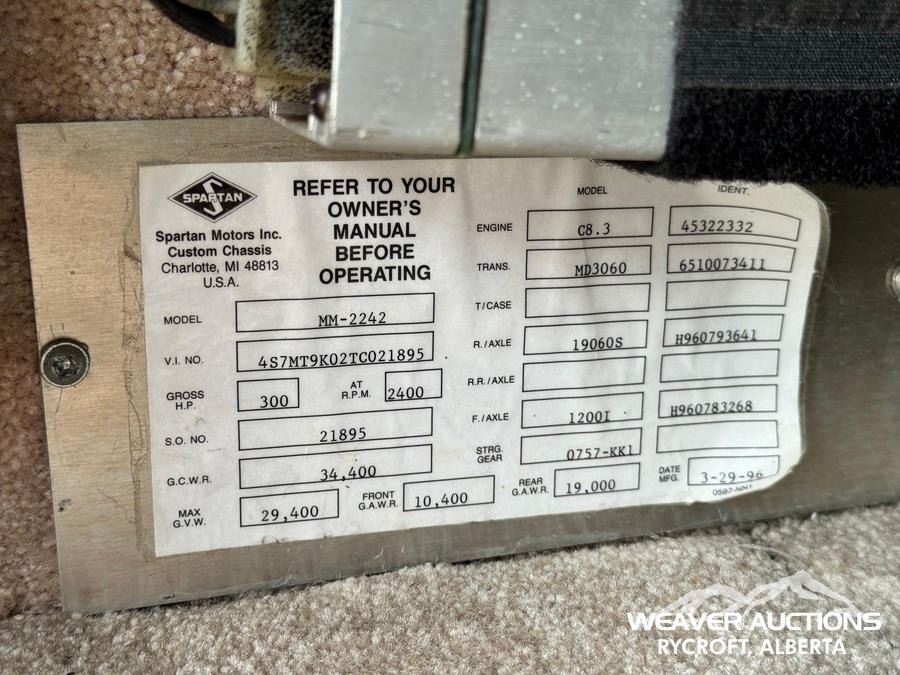 SPARTAN
Spartan Motors Inc.
Custom Chassis
Charlotte, MI 48813
U.S.A.
REFER TO YOUR
OWNER'S
MANUAL
BEFORE
OPERATING
MODEL MM-2242
V.I. NO. 4S7MT9K02TC021895
GROSS H.P. 300 AT R.P.M. 2400
S.O. NO. 21895
G.C.W.R. 34,400
MAX G.V.W. 29,400 FRONT G.A.W.R. 10,400 REAR G.A.W.R. 19,000 DATE MFG. 3-29-96
MODEL IDENT.
ENGINE C8.3 45322332
TRANS. MD3060 6510073411
T/CASE
R./AXLE 19060S H960793641
R.R./AXLE
F./AXLE 1200I H960783268
STRG. GEAR 0757-KK1
WEAVER AUCTIONS
RYCROFT, ALBERTA